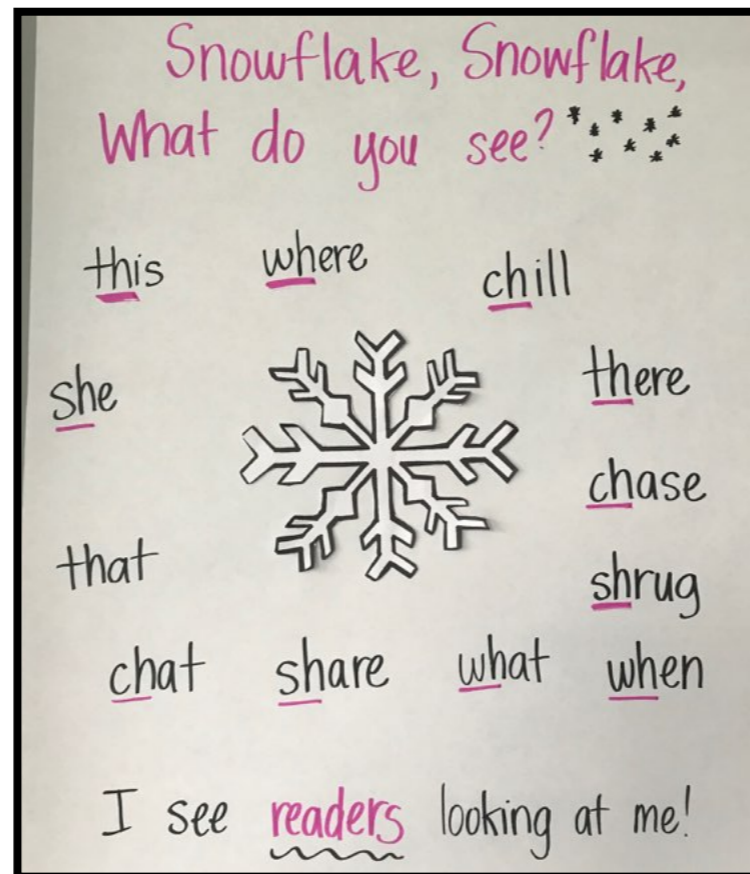 Snowflake, Snowflake,
What do you see?
this where chill
she there
chase
that shrug
chat share what when
I see readers looking at me!